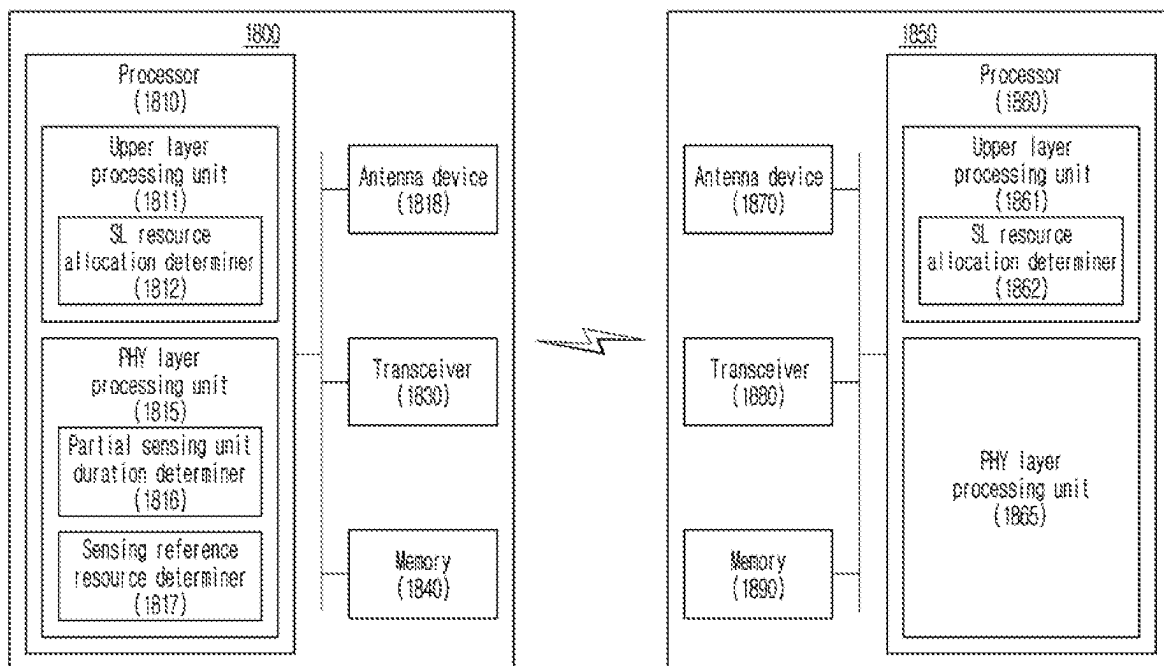 1800
Processor
(1810)
Upper layer
processing unit
(1811)
SL resource
allocation determiner
(1812)
PHY layer
processing unit
(1815)
Partial sensing unit
duration determiner
(1816)
Sensing reference
resource determiner
(1817)
Antenna device
(1818)
Transceiver
(1830)
Memory
(1840)
1850
Antenna device
(1870)
Transceiver
(1880)
Memory
(1890)
Processor
(1860)
Upper layer
processing unit
(1861)
SL resource
allocation determiner
(1862)
PHY layer
processing unit
(1865)